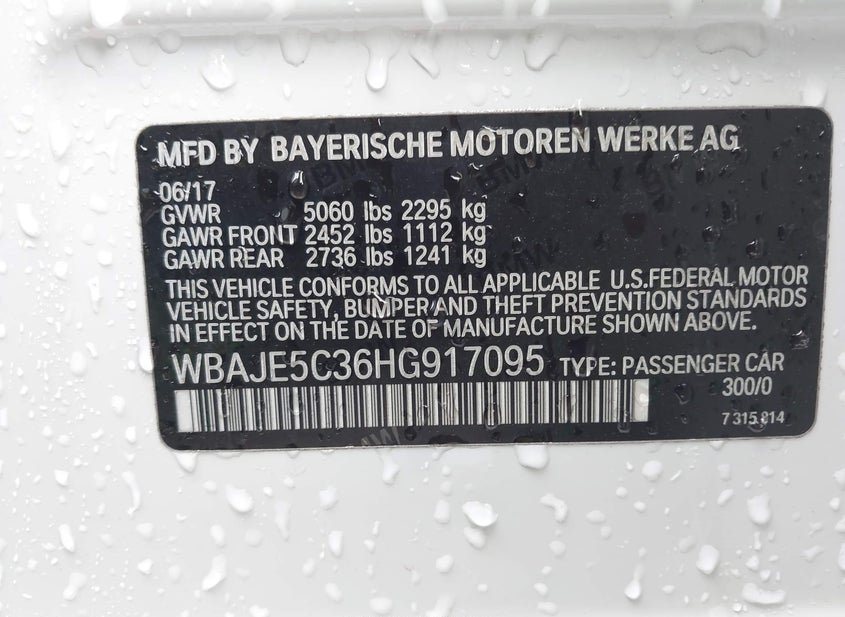 MFD BY BAYERISCHE MOTOREN WERKE AG
06/17
GVWR 5060 lbs 2295 kg
GAWR FRONT 2452 lbs 1112 kg
GAWR REAR 2736 lbs 1241 kg
THIS VEHICLE CONFORMS TO ALL APPLICABLE U.S.FEDERAL MOTOR
VEHICLE SAFETY, BUMPER AND THEFT PREVENTION STANDARDS
IN EFFECT ON THE DATE OF MANUFACTURE SHOWN ABOVE.
WBAJE5C36HG917095 TYPE: PASSENGER CAR
300/0
7 315 814